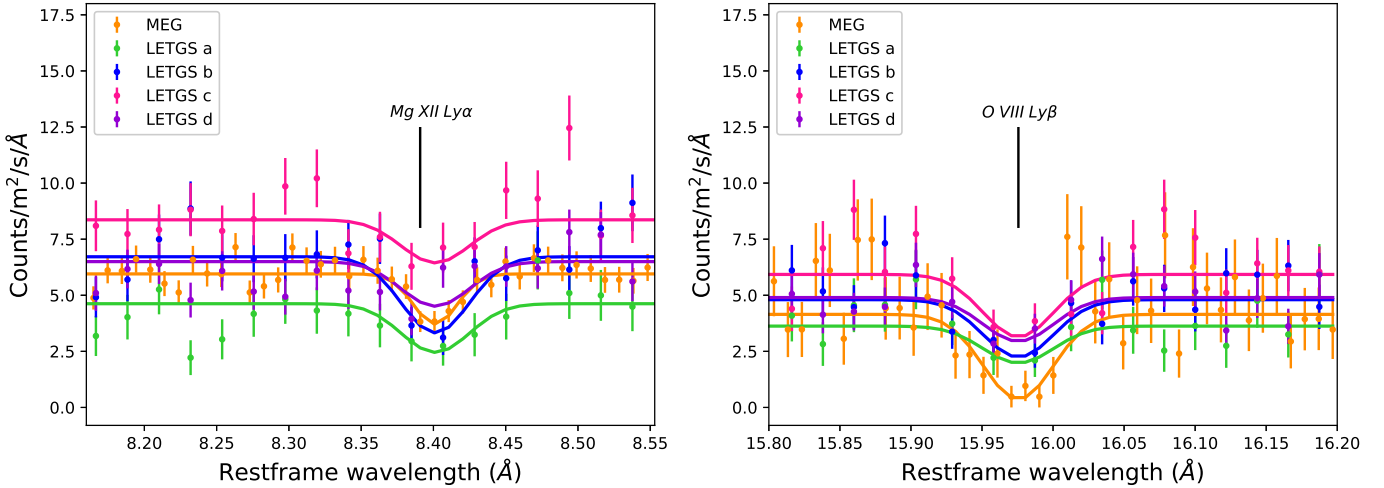 17.5
15.0
12.5
10.0
7.5
5.0
2.5
0.0
Counts/m²/s/Å
MEG
LETGS a
LETGS b
LETGS c
LETGS d
Mg XII Lyα
8.20
8.25
8.30
8.35
8.40
8.45
8.50
8.55
Restframe wavelength (Å)
17.5
15.0
12.5
10.0
7.5
5.0
2.5
0.0
Counts/m²/s/Å
MEG
LETGS a
LETGS b
LETGS c
LETGS d
O VIII Lyβ
15.80
15.85
15.90
15.95
16.00
16.05
16.10
16.15
16.20
Restframe wavelength (Å)